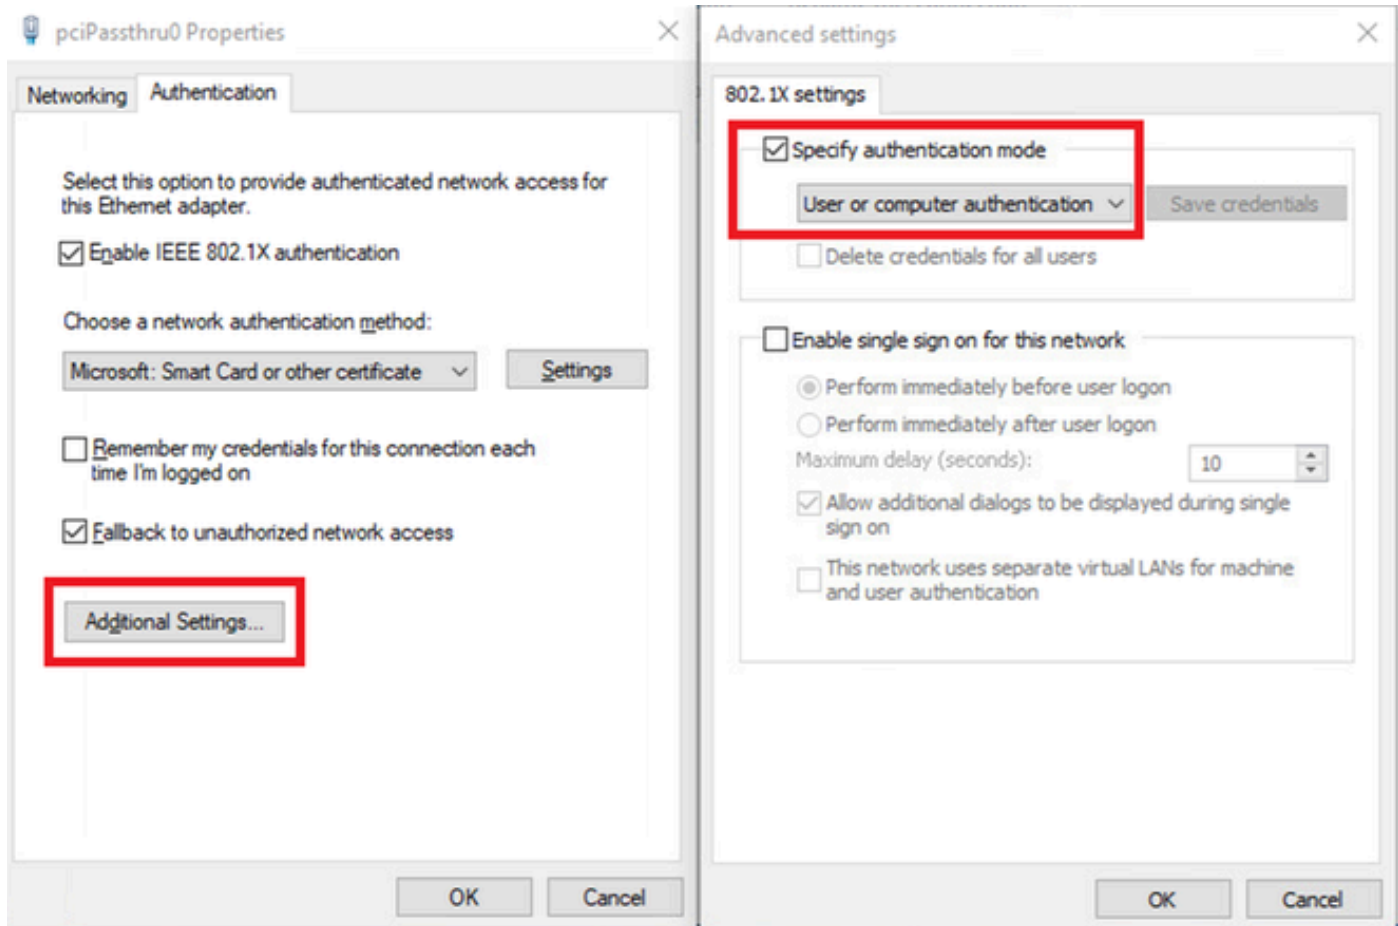 pciPassthru0 Properties
Networking
Authentication
Select this option to provide authenticated network access for
this Ethernet adapter.
Enable IEEE 802.1X authentication
Choose a network authentication method:
Microsoft: Smart Card or other certificate
Settings
Remember my credentials for this connection each
time I'm logged on
Fallback to unauthorized network access
Additional Settings...
OK
Cancel
Advanced settings
802.1X settings
Specify authentication mode
User or computer authentication
Save credentials
Delete credentials for all users
Enable single sign on for this network
Perform immediately before user logon
Perform immediately after user logon
Maximum delay (seconds):
10
Allow additional dialogs to be displayed during single
sign on
This network uses separate virtual LANs for machine
and user authentication
OK
Cancel